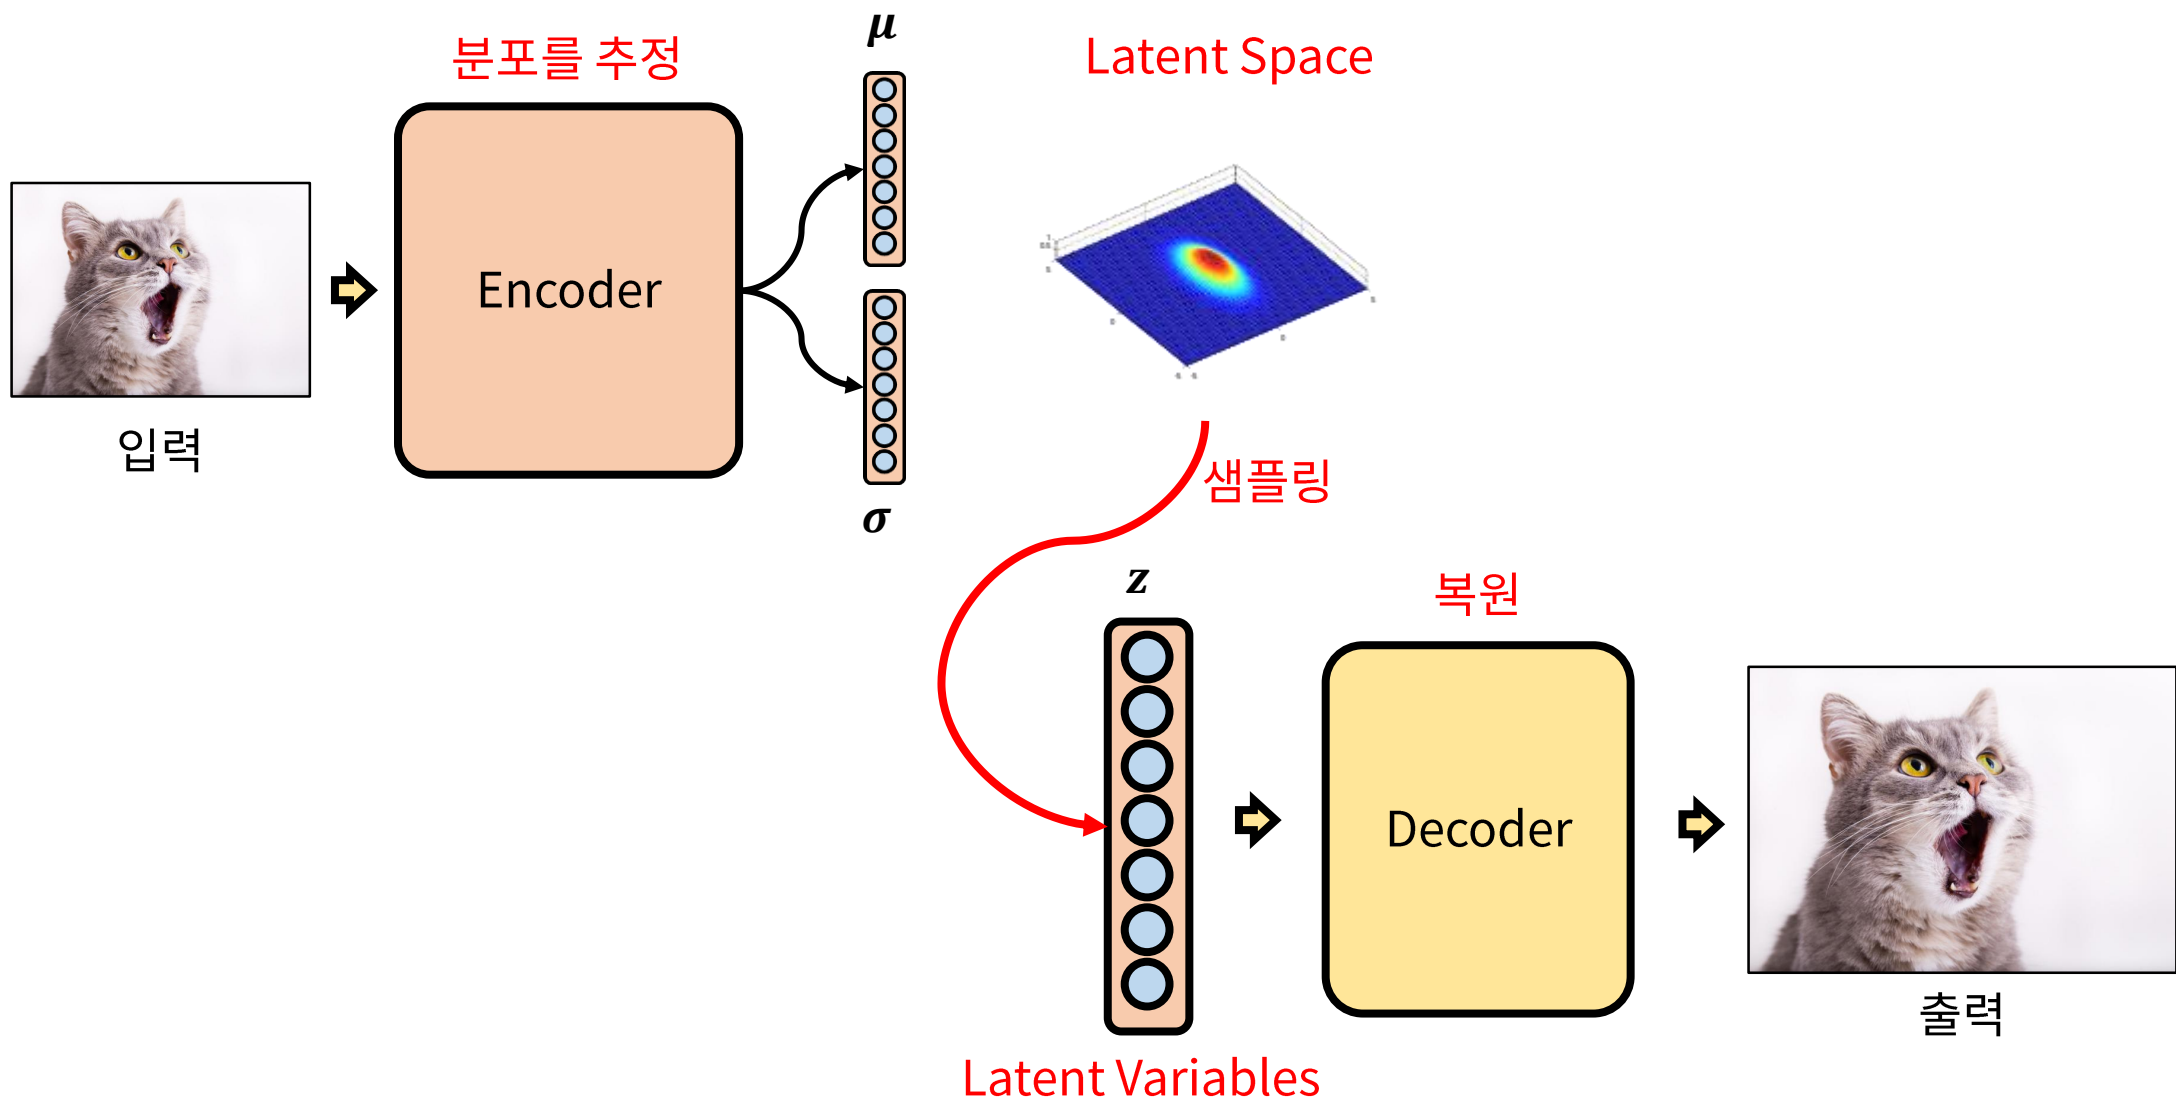 분포를 추정
μ
Latent Space
Encoder
입력
σ
샘플링
z
복원
Decoder
출력
Latent Variables